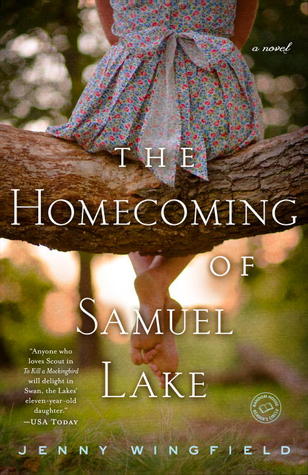 a novel
THE
HOMECOMING
OF
SAMUEL
LAKE
"Anyone
who loves
Scout in
To Kill a Mockingbird
will delight in
Swan, the Lakes'
eleven-year-old
daughter."
—USA TODAY
JENNY WINGFIELD